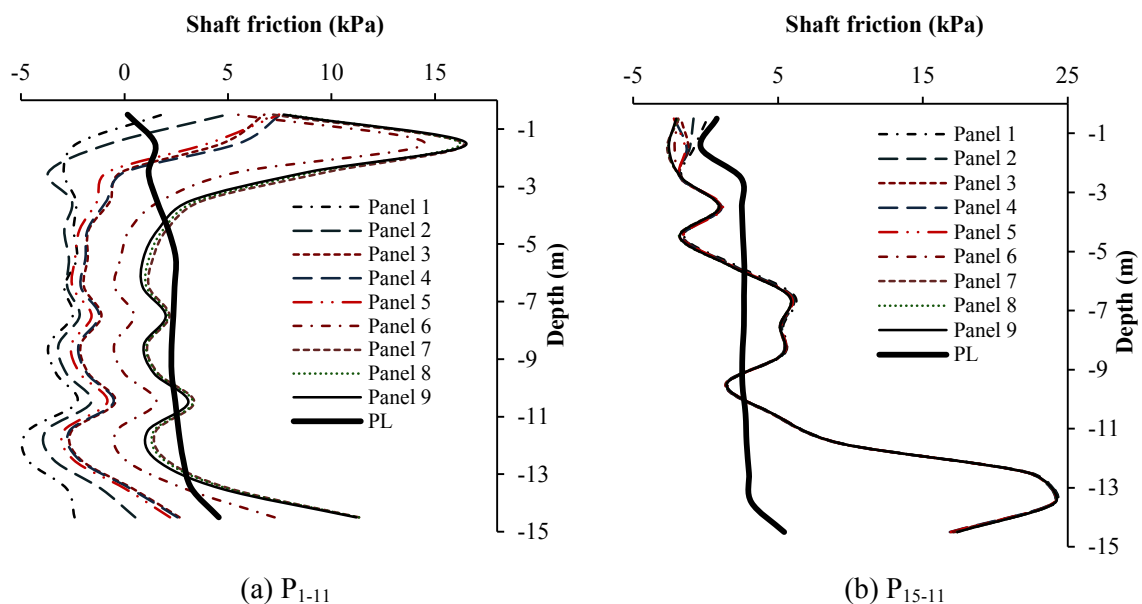 Shaft friction (kPa)
-5 0 5 10 15
-1
-3
-5
-7
-9
-11
-13
-15
Depth (m)
Panel 1
Panel 2
Panel 3
Panel 4
Panel 5
Panel 6
Panel 7
Panel 8
Panel 9
PL
(a) P1-11
Shaft friction (kPa)
-5 5 15 25
-1
-3
-5
-7
-9
-11
-13
-15
Depth (m)
Panel 1
Panel 2
Panel 3
Panel 4
Panel 5
Panel 6
Panel 7
Panel 8
Panel 9
PL
(b) P15-11